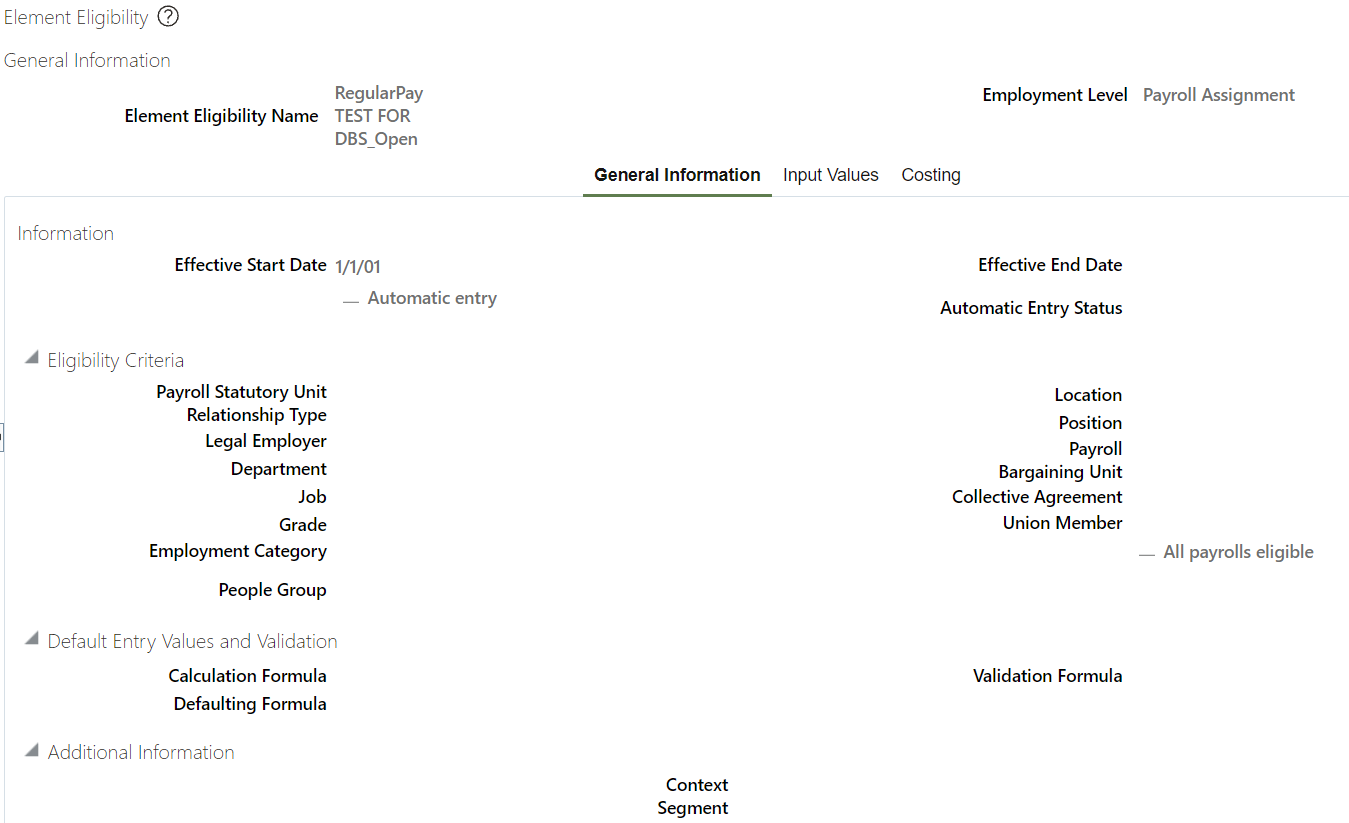 Element Eligibility ?
General Information
Element Eligibility Name RegularPay
TEST FOR
DBS_Open
Employment Level Payroll Assignment
General Information Input Values Costing
Information
Effective Start Date 1/1/01
Effective End Date
— Automatic entry
Automatic Entry Status
Eligibility Criteria
Payroll Statutory Unit
Relationship Type
Legal Employer
Department
Job
Grade
Employment Category
People Group
Location
Position
Payroll
Bargaining Unit
Collective Agreement
Union Member
— All payrolls eligible
Default Entry Values and Validation
Calculation Formula
Defaulting Formula
Validation Formula
Additional Information
Context
Segment